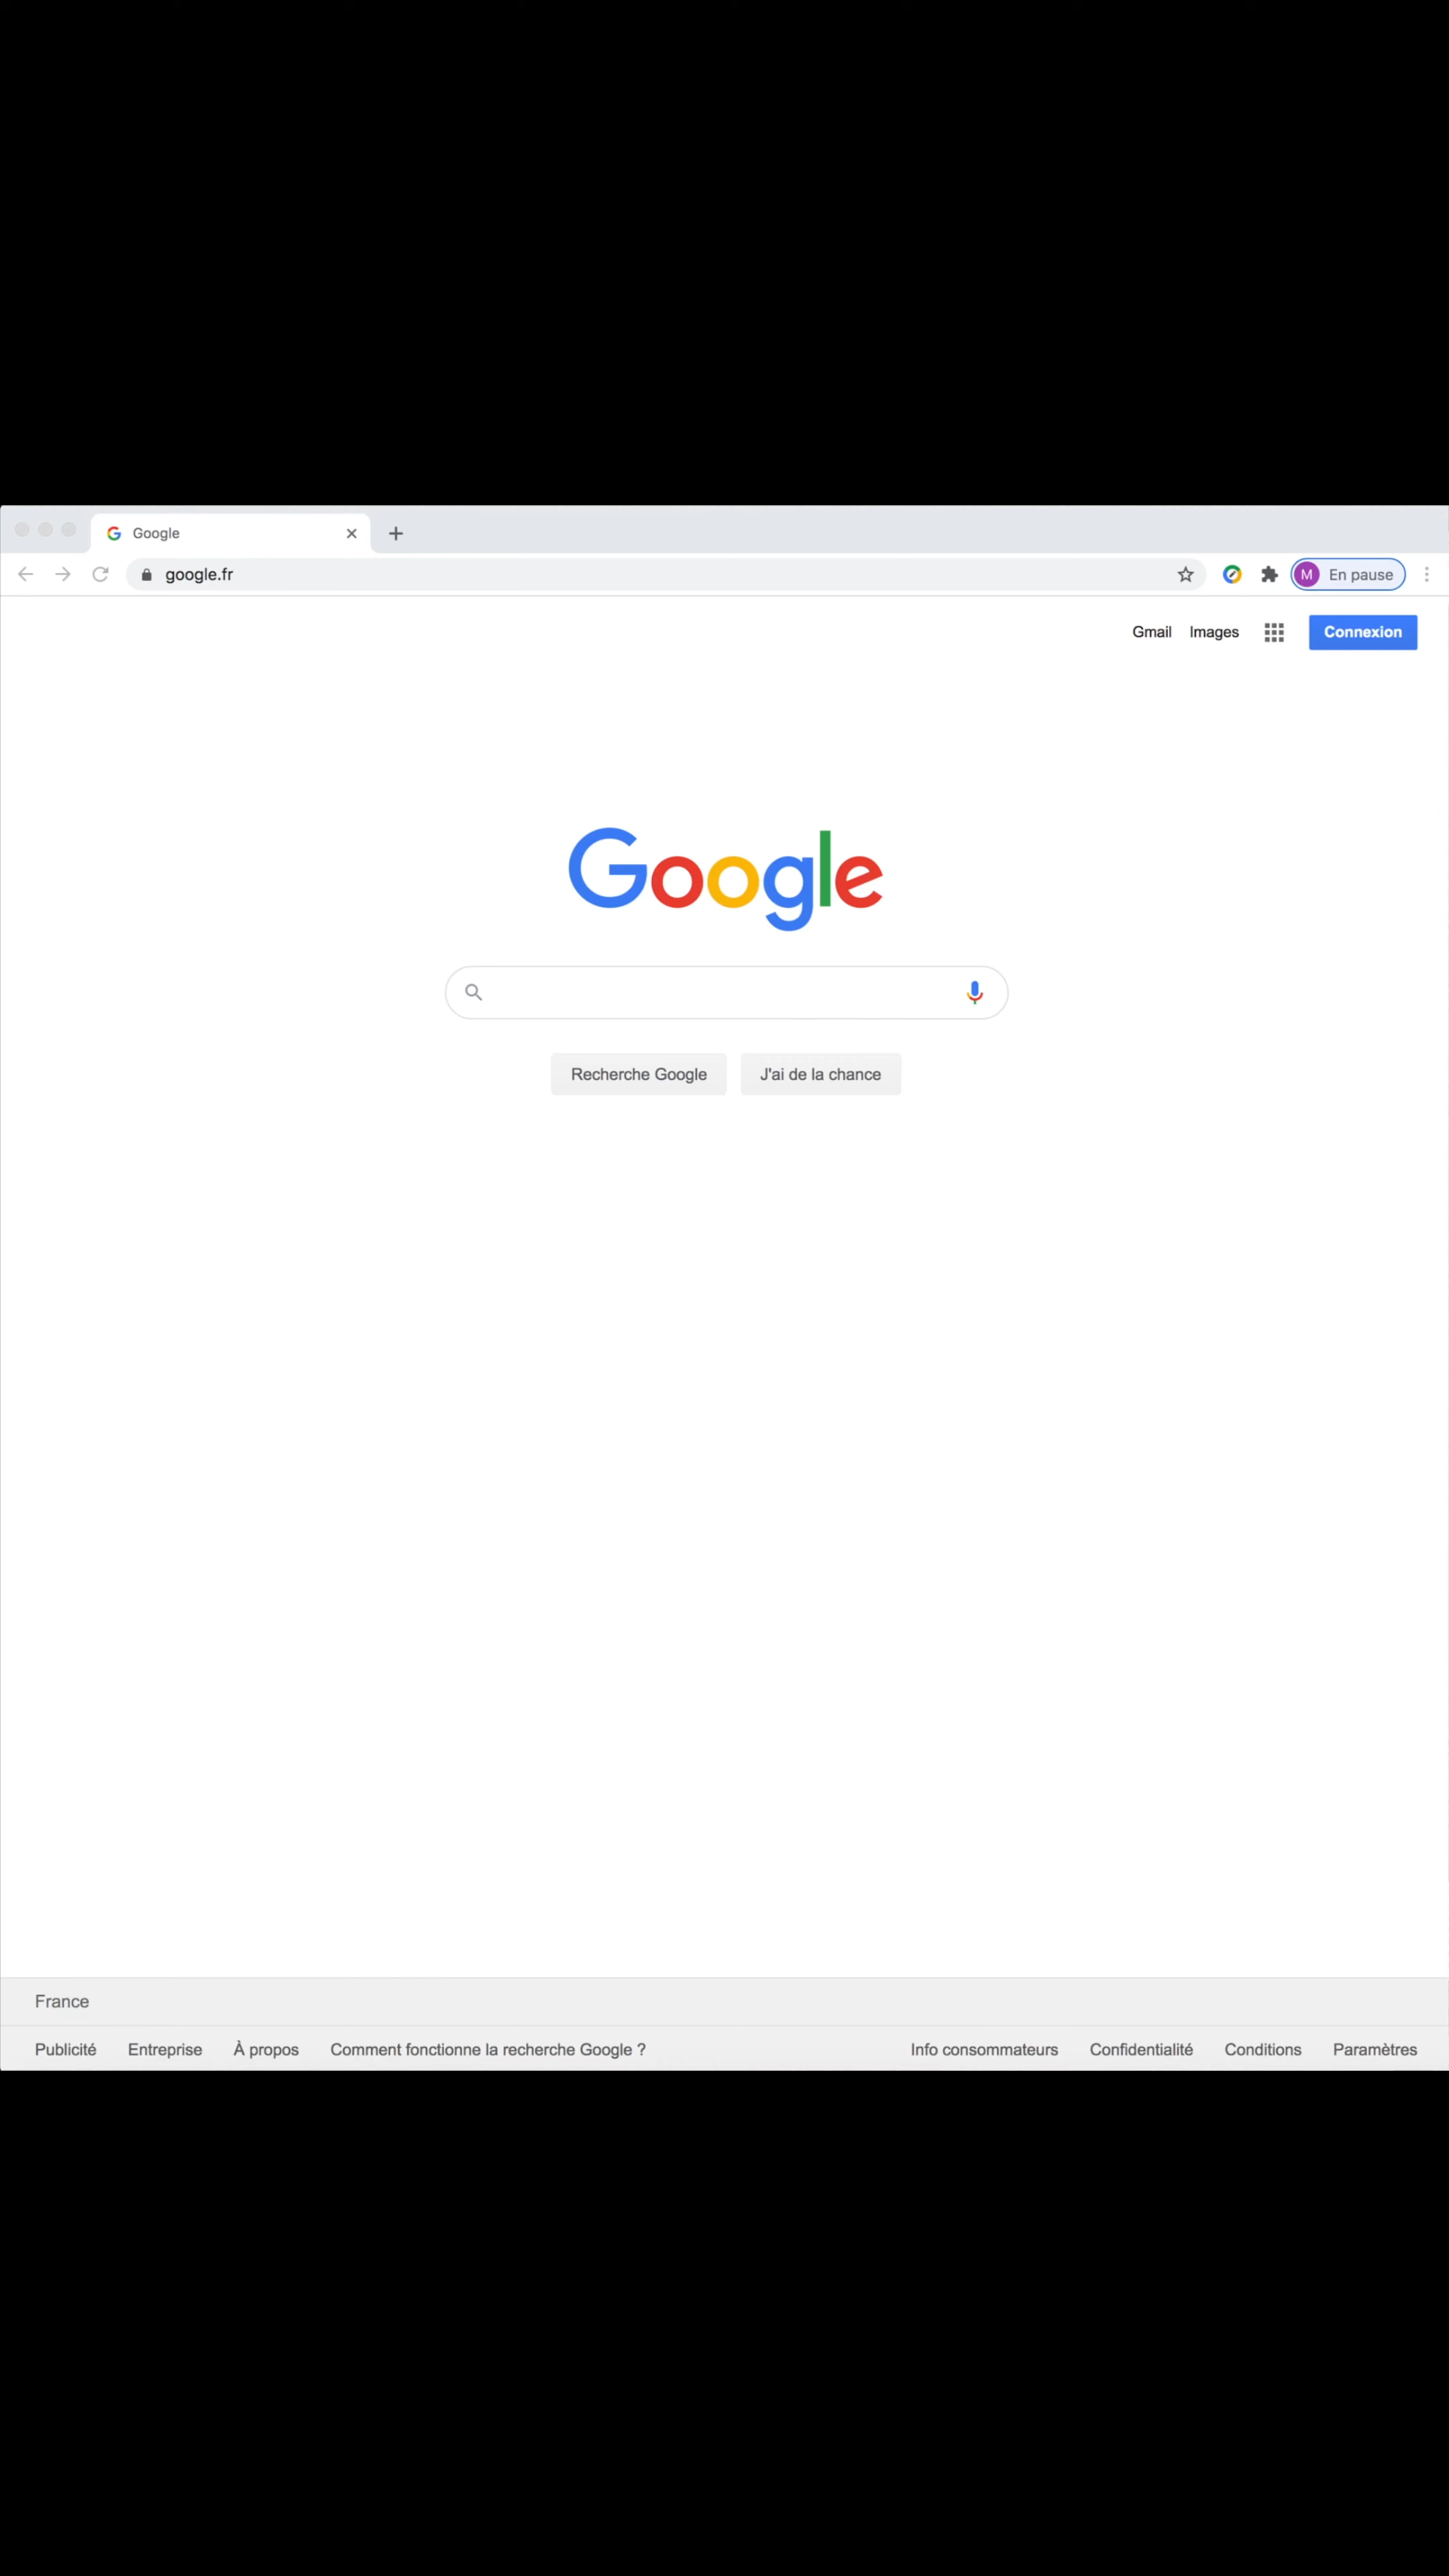 Google
google.fr
M En pause
Gmail Images Connexion
Google
Recherche Google J'ai de la chance
France
Publicité Entreprise À propos Comment fonctionne la recherche Google ? Info consommateurs Confidentialité Conditions Paramètres